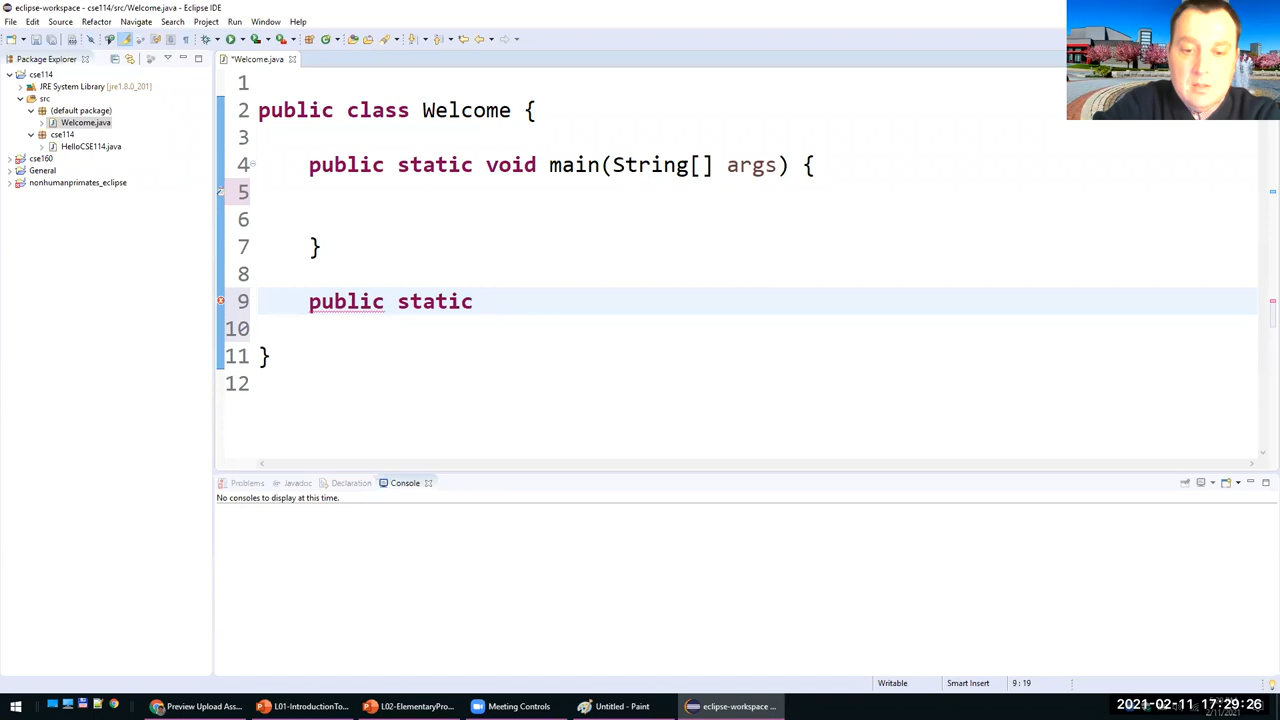 eclipse-workspace - cse114/src/Welcome.java - Eclipse IDE
File Edit Source Refactor Navigate Search Project Run Window Help
Package Explorer
*Welcome.java
cse114
JRE System Library [jre1.8.0_201]
src
(default package)
Welcome.java
cse114
HelloCSE114.java
cse160
General
nonhumanprimates_eclipse
1
2 public class Welcome {
3
4 public static void main(String[] args) {
5
6
7 }
8
9 public static
10
11 }
12
Problems Javadoc Declaration Console
No consoles to display at this time.
Writable Smart Insert 9 : 19
Preview Upload Ass... L01-IntroductionTo... L02-ElementaryPro... Meeting Controls Untitled - Paint eclipse-workspace ...
2021-02-11 17:29:26
2/11/2021